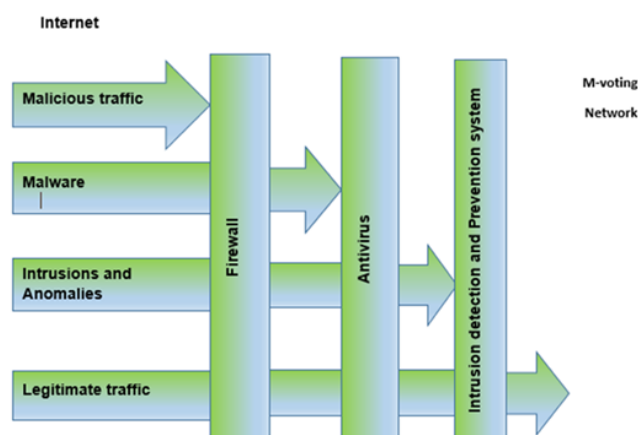 Internet
Malicious traffic
M-voting
Network
Malware
Intrusions and
Anomalies
Legitimate traffic
Firewall
Antivirus
Intrusion detection and Prevention system